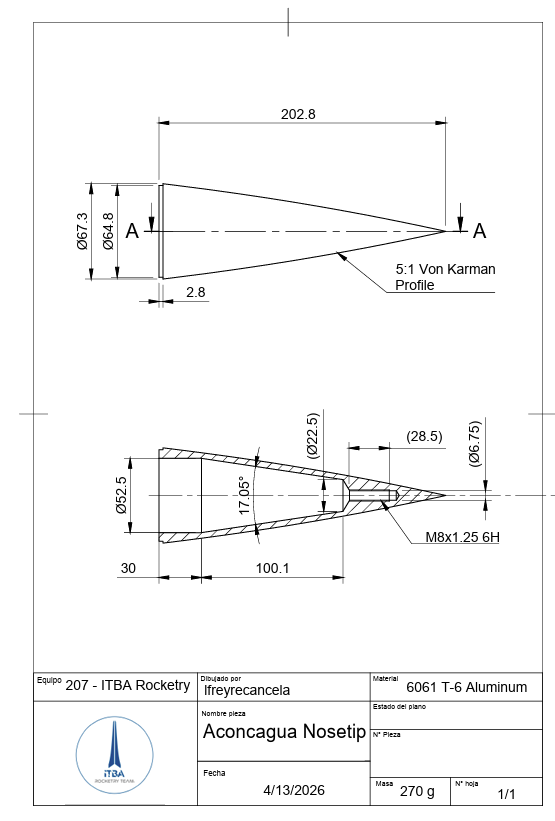 202.8
Ø67.3
Ø64.8
A
A
5:1 Von Karman
Profile
2.8
(Ø22.5)
(28.5)
(Ø6.75)
Ø52.5
17.05°
M8x1.25 6H
30
100.1
Equipo 207 - ITBA Rocketry
Dibujado por
lfreyrecancela
Material
6061 T-6 Aluminum
Estado del plano
Nombre pieza
Aconcagua Nosetip
N° Pieza
ITBA
ROCKETRY TEAM
Fecha
4/13/2026
Masa 270 g
N° hoja
1/1